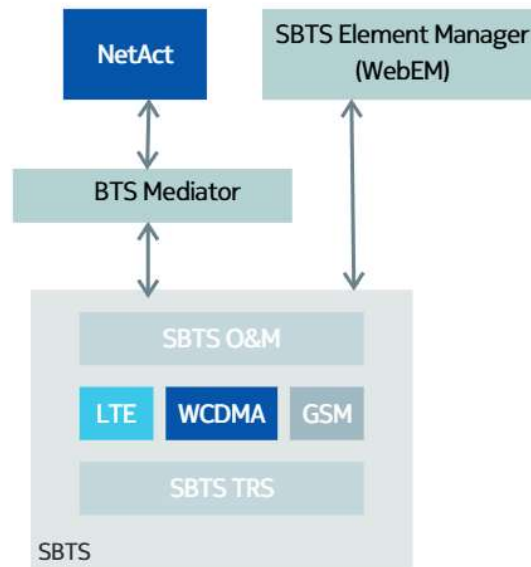 NetAct
SBTS Element Manager
(WebEM)
BTS Mediator
SBTS O&M
LTE
WCDMA
GSM
SBTS TRS
SBTS